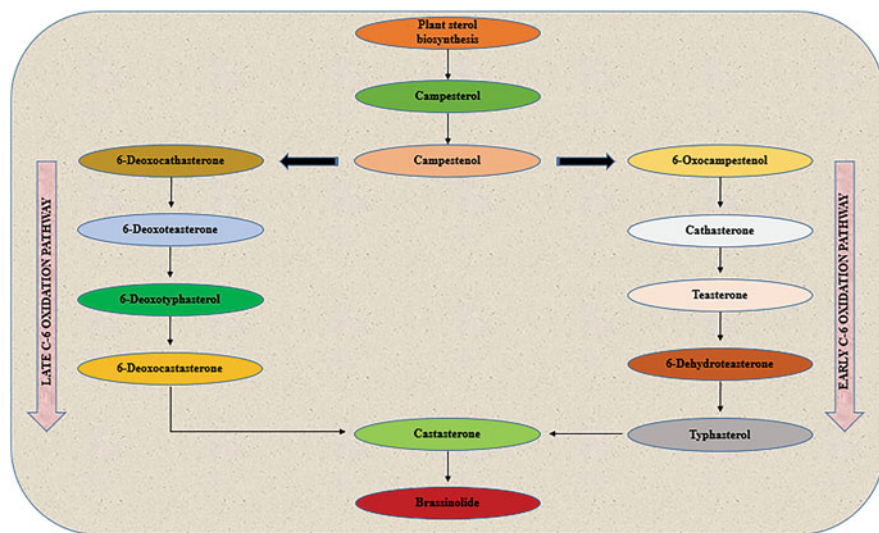 Plant sterol
biosynthesis
Campesterol
6-Deoxocathasterone
Campestenol
6-Oxocampestenol
6-Deoxoteasterone
Cathasterone
6-Deoxotyphasterol
Teasterone
6-Deoxocastasterone
6-Dehydroteasterone
Castasterone
Typhasterol
Brassinolide
LATE C-6 OXIDATION PATHWAY
EARLY C-6 OXIDATION PATHWAY